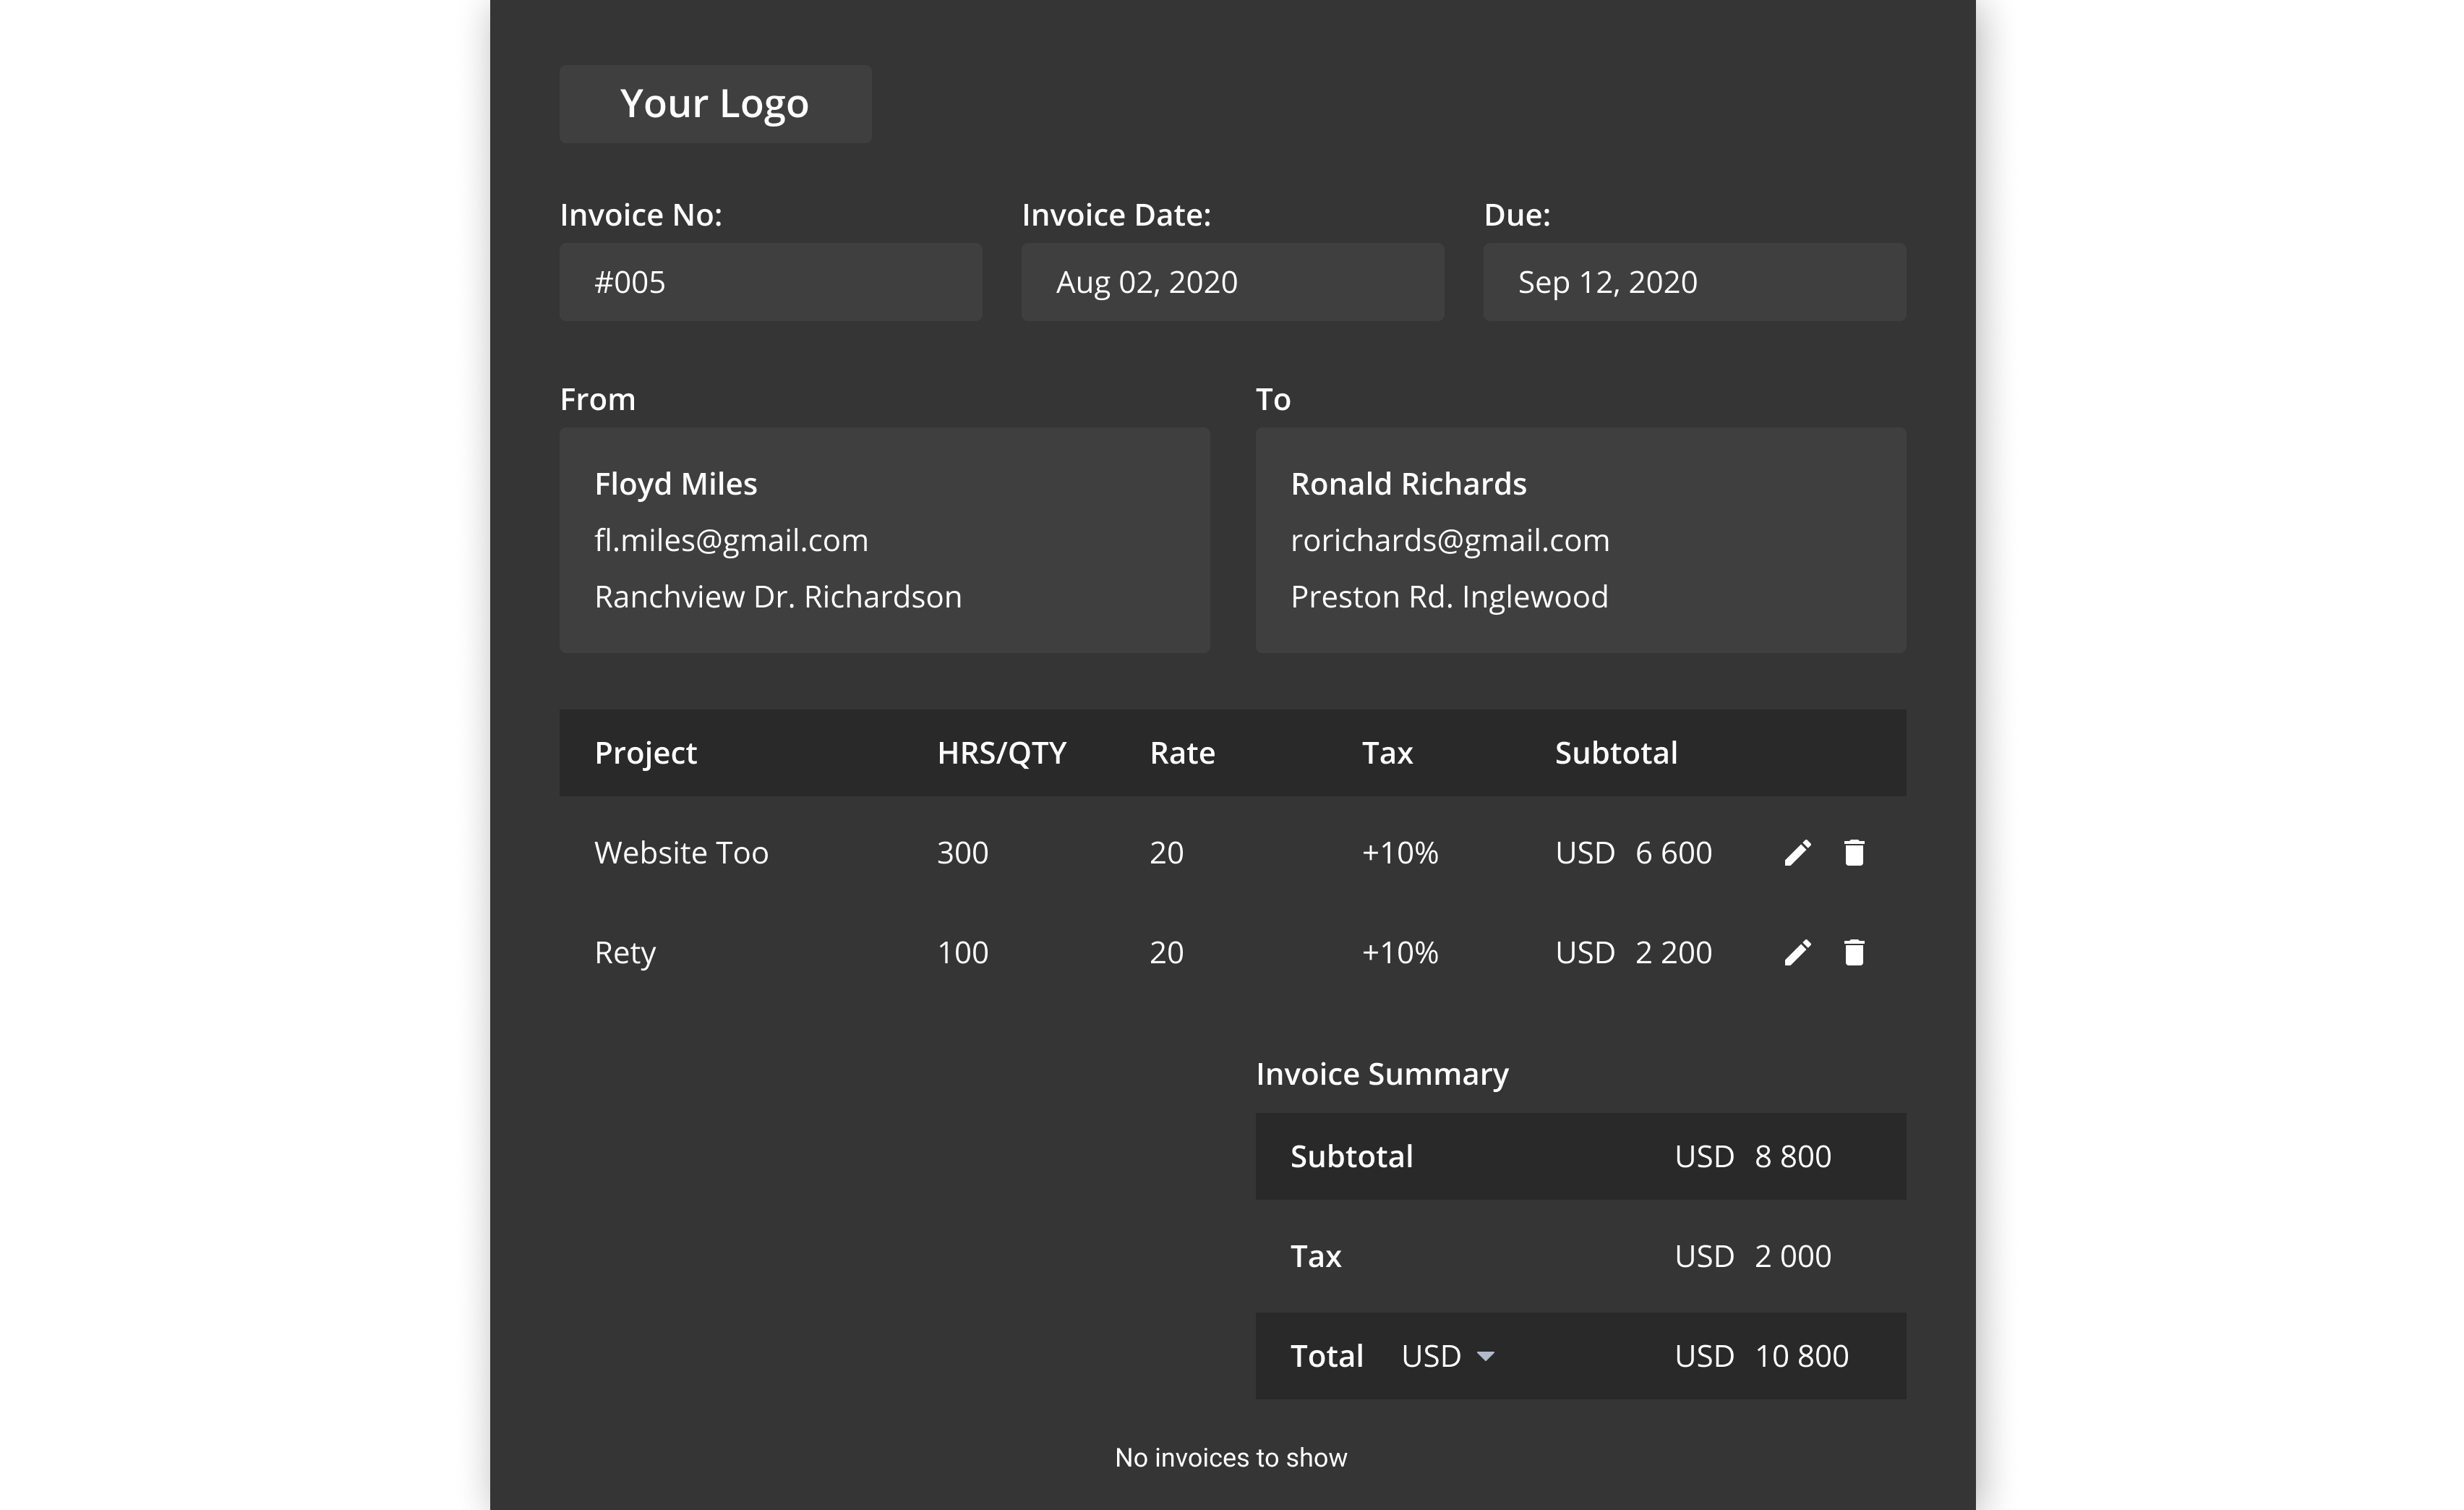 Your Logo
Invoice No: Invoice Date: Due:
#005 Aug 02, 2020 Sep 12, 2020
From To
Floyd Miles Ronald Richards
fl.miles@gmail.com rorichards@gmail.com
Ranchview Dr. Richardson Preston Rd. Inglewood
Project HRS/QTY Rate Tax Subtotal
Website Too 300 20 +10% USD 6 600
Rety 100 20 +10% USD 2 200
Invoice Summary
Subtotal USD 8 800
Tax USD 2 000
Total USD USD 10 800
No invoices to show